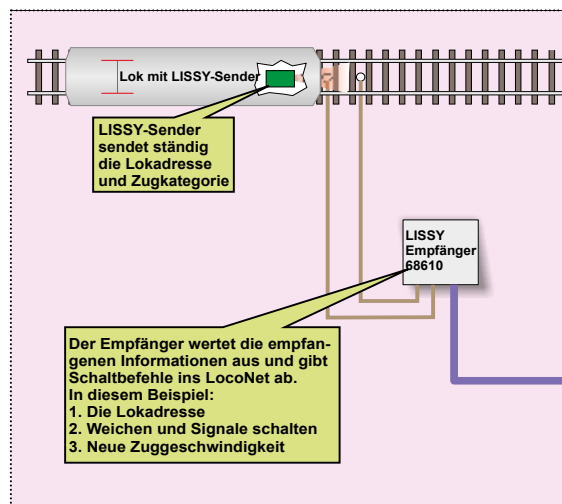 Lok mit LISSY-Sender
LISSY-Sender
sendet ständig
die Lokadresse
und Zugkategorie
LISSY
Empfänger
68610
Der Empfänger wertet die empfan-
genen Informationen aus und gibt
Schaltbefehle ins LocoNet ab.
In diesem Beispiel:
1. Die Lokadresse
2. Weichen und Signale schalten
3. Neue Zuggeschwindigkeit